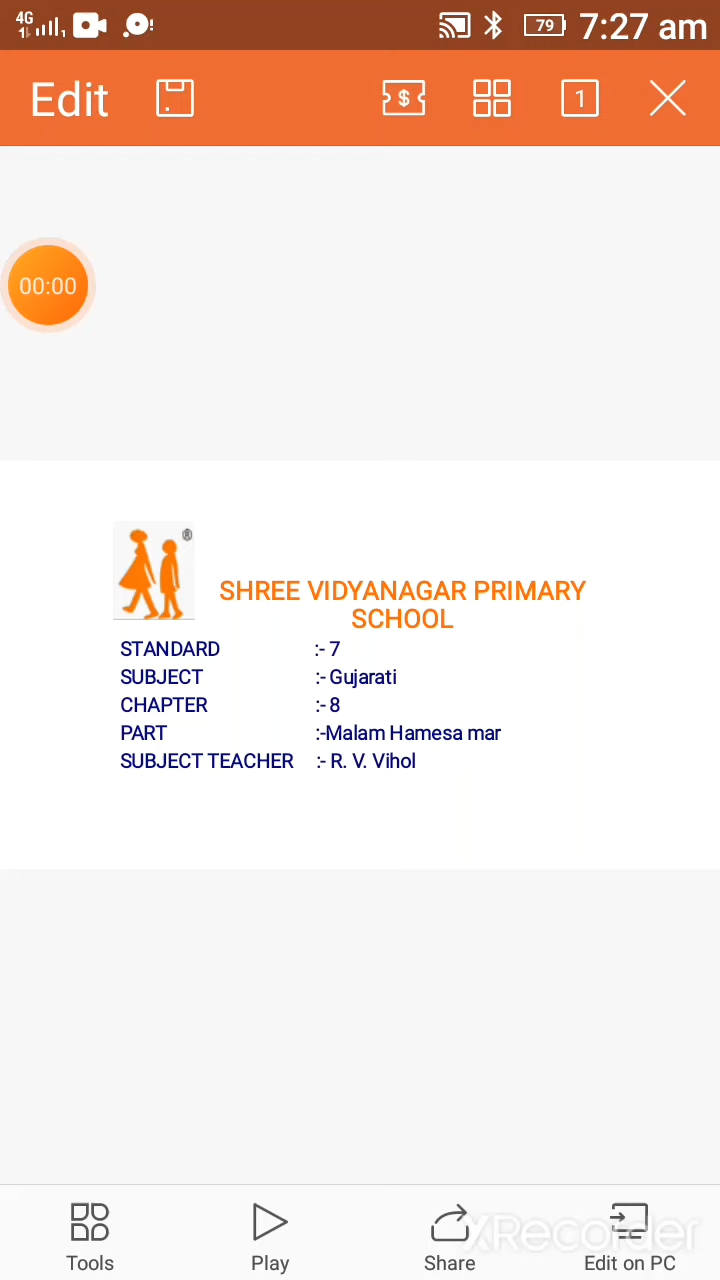 4G
79
7:27 am
Edit
$
1
00:00
®
SHREE VIDYANAGAR PRIMARY
SCHOOL
STANDARD :- 7
SUBJECT :- Gujarati
CHAPTER :- 8
PART :-Malam Hamesa mar
SUBJECT TEACHER :- R. V. Vihol
XRecorder
Tools
Play
Share
Edit on PC